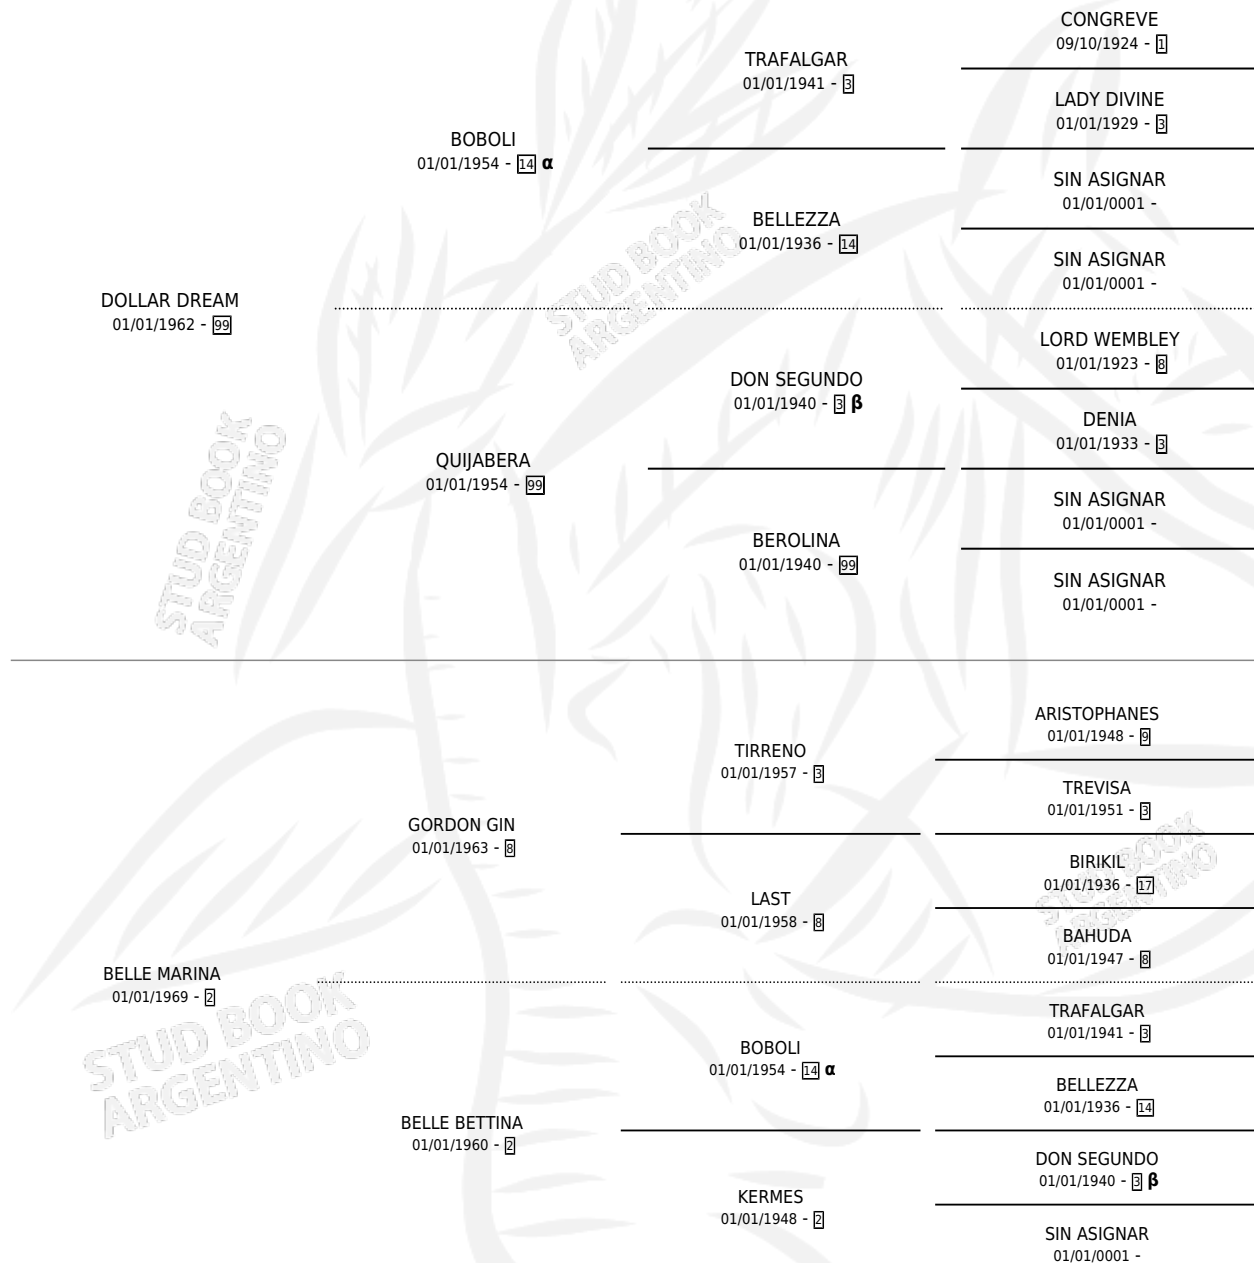 CONGREVE
09/10/1924 - 1
TRAFALGAR
01/01/1941 - 3
LADY DIVINE
01/01/1929 - 3
BOBOLI
01/01/1954 - 14 α
SIN ASIGNAR
01/01/0001 -
BELLEZZA
01/01/1936 - 14
SIN ASIGNAR
01/01/0001 -
DOLLAR DREAM
01/01/1962 - 99
LORD WEMBLEY
01/01/1923 - 8
DON SEGUNDO
01/01/1940 - 3 β
DENIA
01/01/1933 - 3
QUIJABERA
01/01/1954 - 99
SIN ASIGNAR
01/01/0001 -
BEROLINA
01/01/1940 - 99
SIN ASIGNAR
01/01/0001 -
STUD BOOK
ARGENTINO
STUD BOOK
ARGENTINO
ARISTOPHANES
01/01/1948 - 9
TIRRENO
01/01/1957 - 3
TREVISA
01/01/1951 - 3
GORDON GIN
01/01/1963 - 8
BIRIKIL
01/01/1936 - 17
LAST
01/01/1958 - 8
BAHUDA
01/01/1947 - 8
BELLE MARINA
01/01/1969 - 2
TRAFALGAR
01/01/1941 - 3
BOBOLI
01/01/1954 - 14 α
BELLEZZA
01/01/1936 - 14
BELLE BETTINA
01/01/1960 - 2
DON SEGUNDO
01/01/1940 - 3 β
KERMES
01/01/1948 - 2
SIN ASIGNAR
01/01/0001 -
STUD BOOK
ARGENTINO
STUD BOOK
ARGENTINO